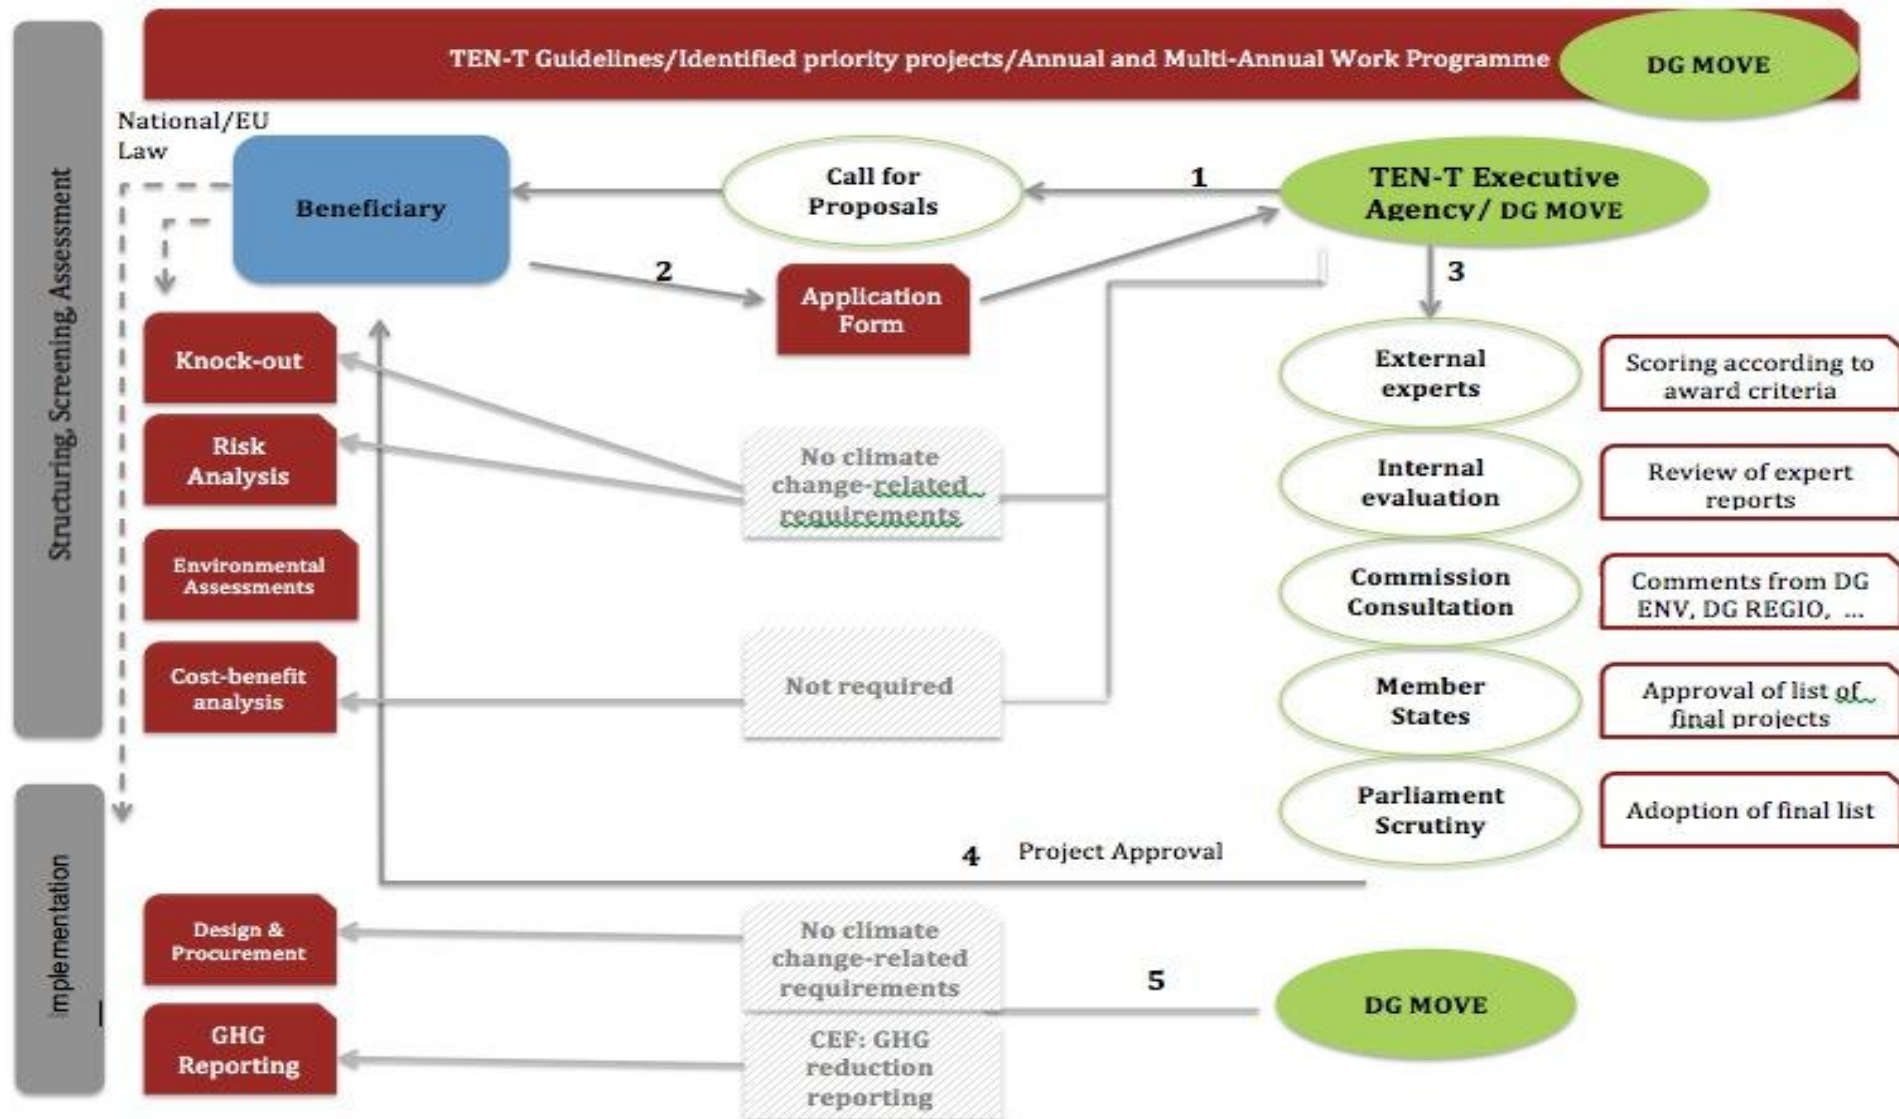 TEN-T Guidelines/Identified priority projects/Annual and Multi-Annual Work Programme
DG MOVE
Structuring, Screening, Assessment
National/EU
Law
Beneficiary
Call for
Proposals
1
TEN-T Executive
Agency/ DG MOVE
2
Application
Form
3
Knock-out
Risk
Analysis
Environmental
Assessments
Cost-benefit
analysis
No climate
change-related
requirements
Not required
External
experts
Scoring according to
award criteria
Internal
evaluation
Review of expert
reports
Commission
Consultation
Comments from DG
ENV, DG REGIO, ...
Member
States
Approval of list of
final projects
Parliament
Scrutiny
Adoption of final list
4 Project Approval
Implementation
Design &
Procurement
GHG
Reporting
No climate
change-related
requirements
CEF: GHG
reduction
reporting
5
DG MOVE